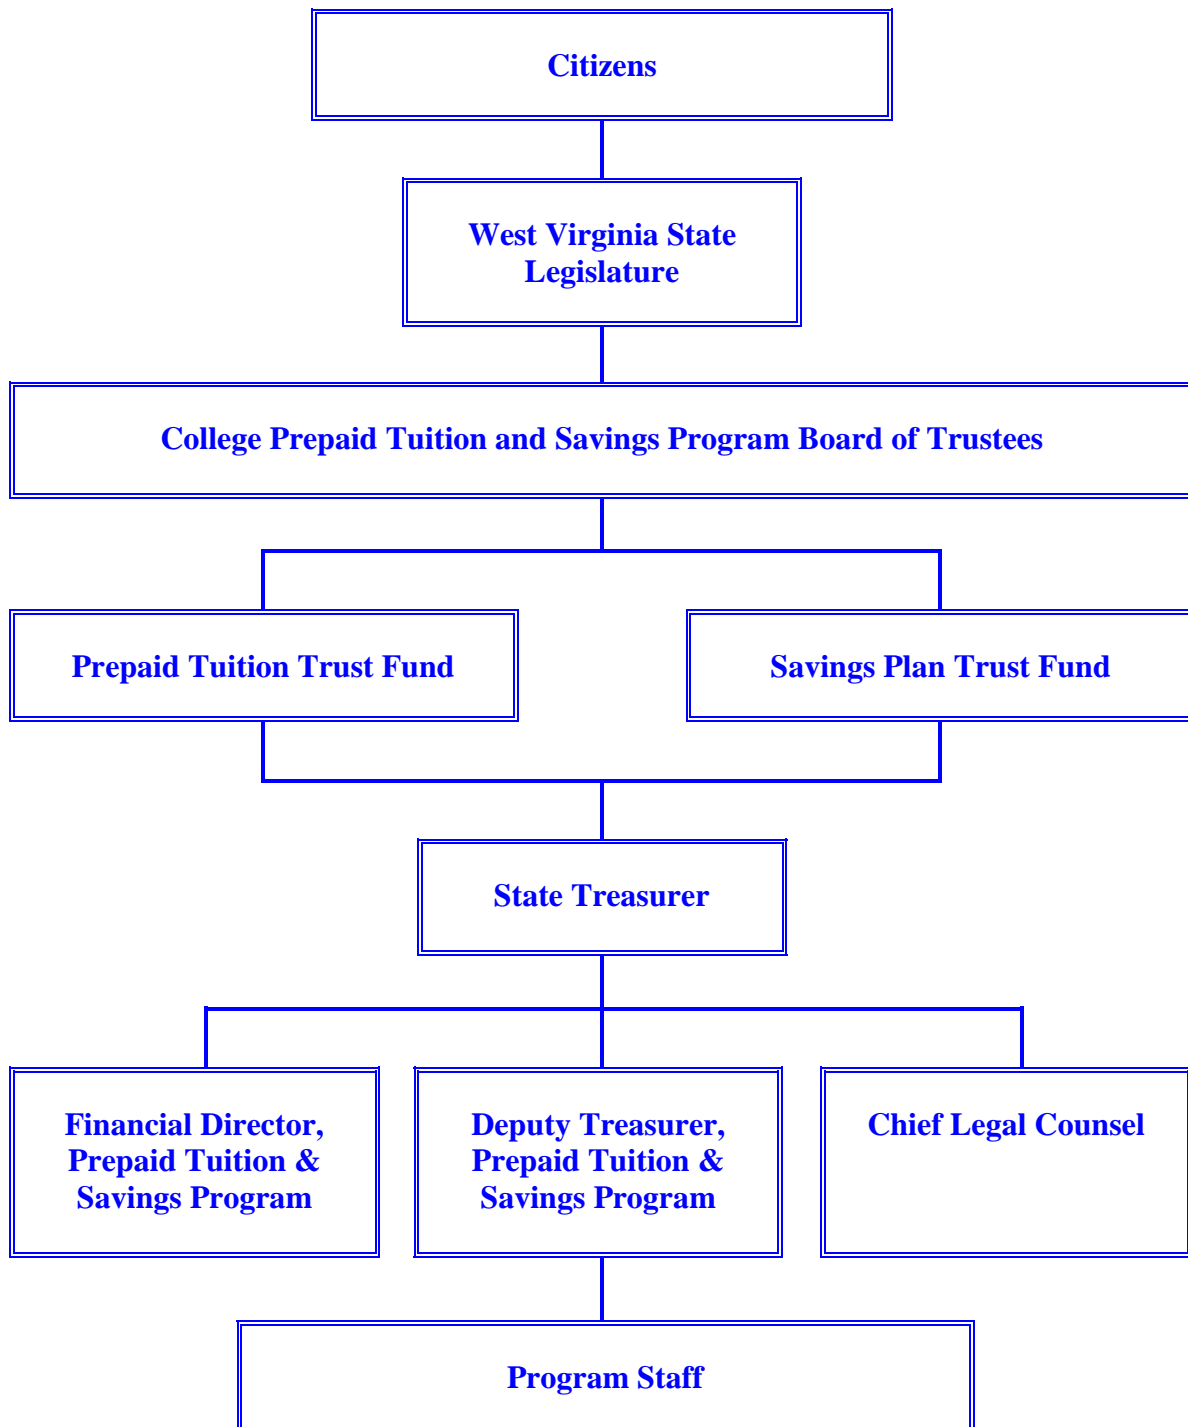 Citizens
West Virginia State
Legislature
College Prepaid Tuition and Savings Program Board of Trustees
Prepaid Tuition Trust Fund
Savings Plan Trust Fund
State Treasurer
Financial Director,
Prepaid Tuition &
Savings Program
Deputy Treasurer,
Prepaid Tuition &
Savings Program
Chief Legal Counsel
Program Staff